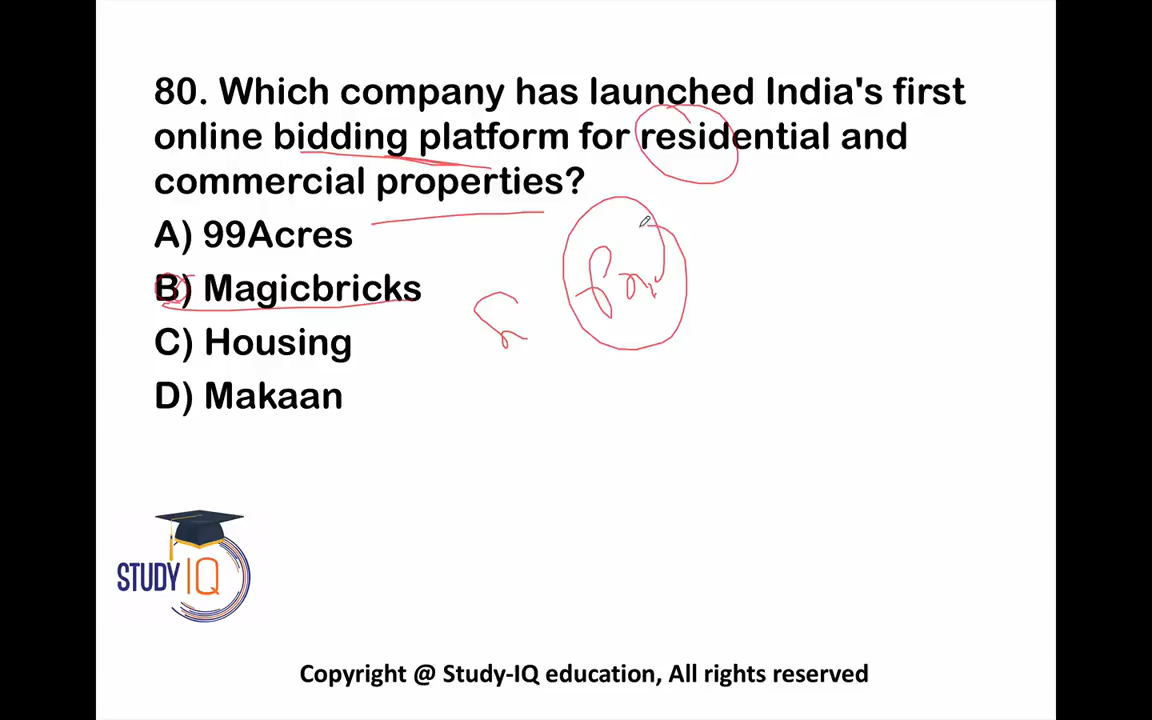 80. Which company has launched India's first
online bidding platform for residential and
commercial properties?
A) 99Acres
B) Magicbricks
C) Housing
D) Makaan
STUDY IQ
Copyright @ Study-IQ education, All rights reserved